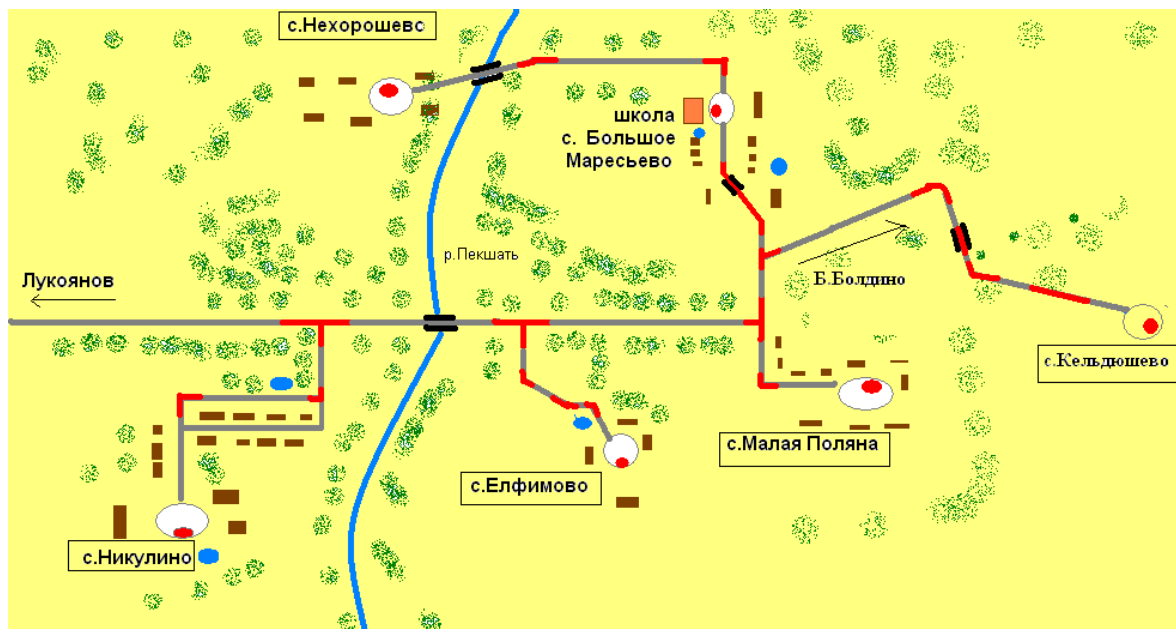 с.Нехорошево
школа
с. Большое
Маресьево
р.Пекшать
Лукоянов
Б.Болдино
с.Кельдюшево
с.Малая Поляна
с.Елфимово
с.Никулино